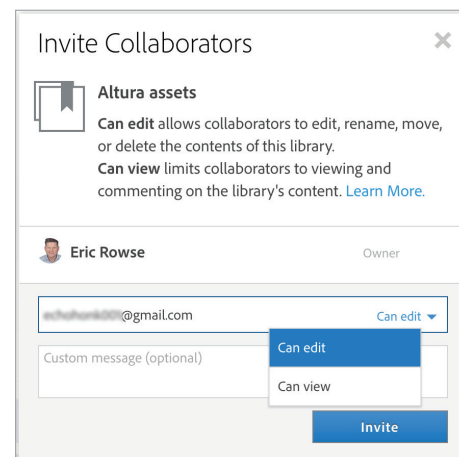 Invite Collaborators
Altura assets
Can edit allows collaborators to edit, rename, move,
or delete the contents of this library.
Can view limits collaborators to viewing and
commenting on the library's content. Learn More.
Eric Rowse
Owner
@gmail.com
Can edit
Custom message (optional)
Can edit
Can view
Invite